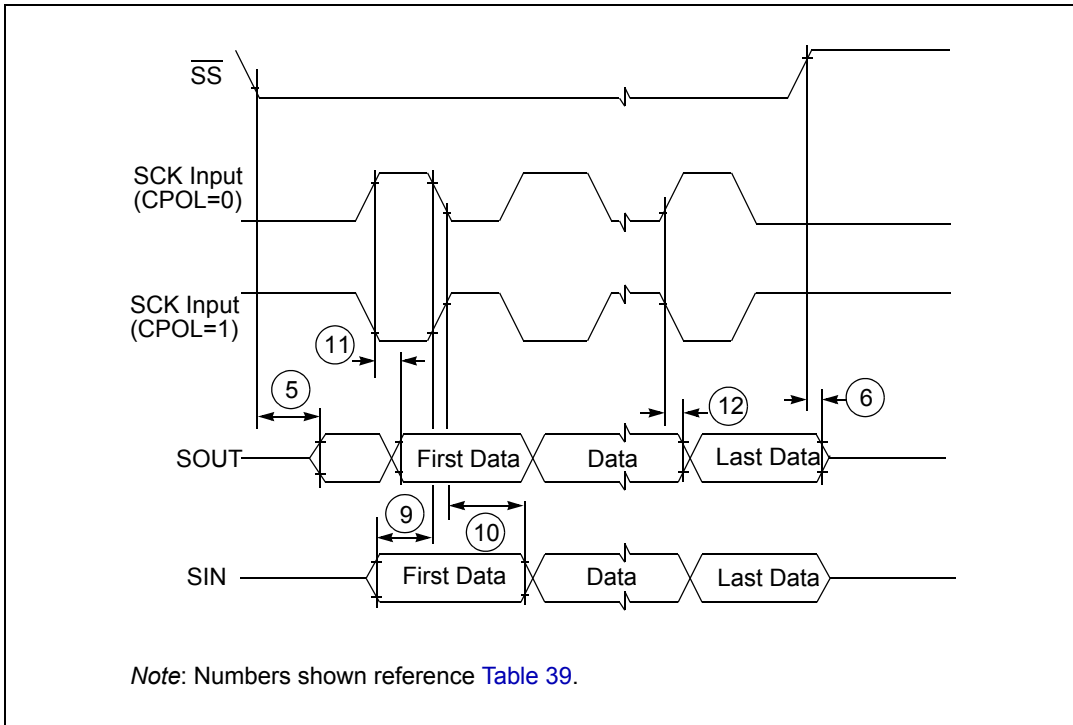 SS
SCK Input
(CPOL=0)
SCK Input
(CPOL=1)
11
5
12
6
SOUT
First Data
Data
Last Data
9
10
SIN
First Data
Data
Last Data
Note: Numbers shown reference Table 39.